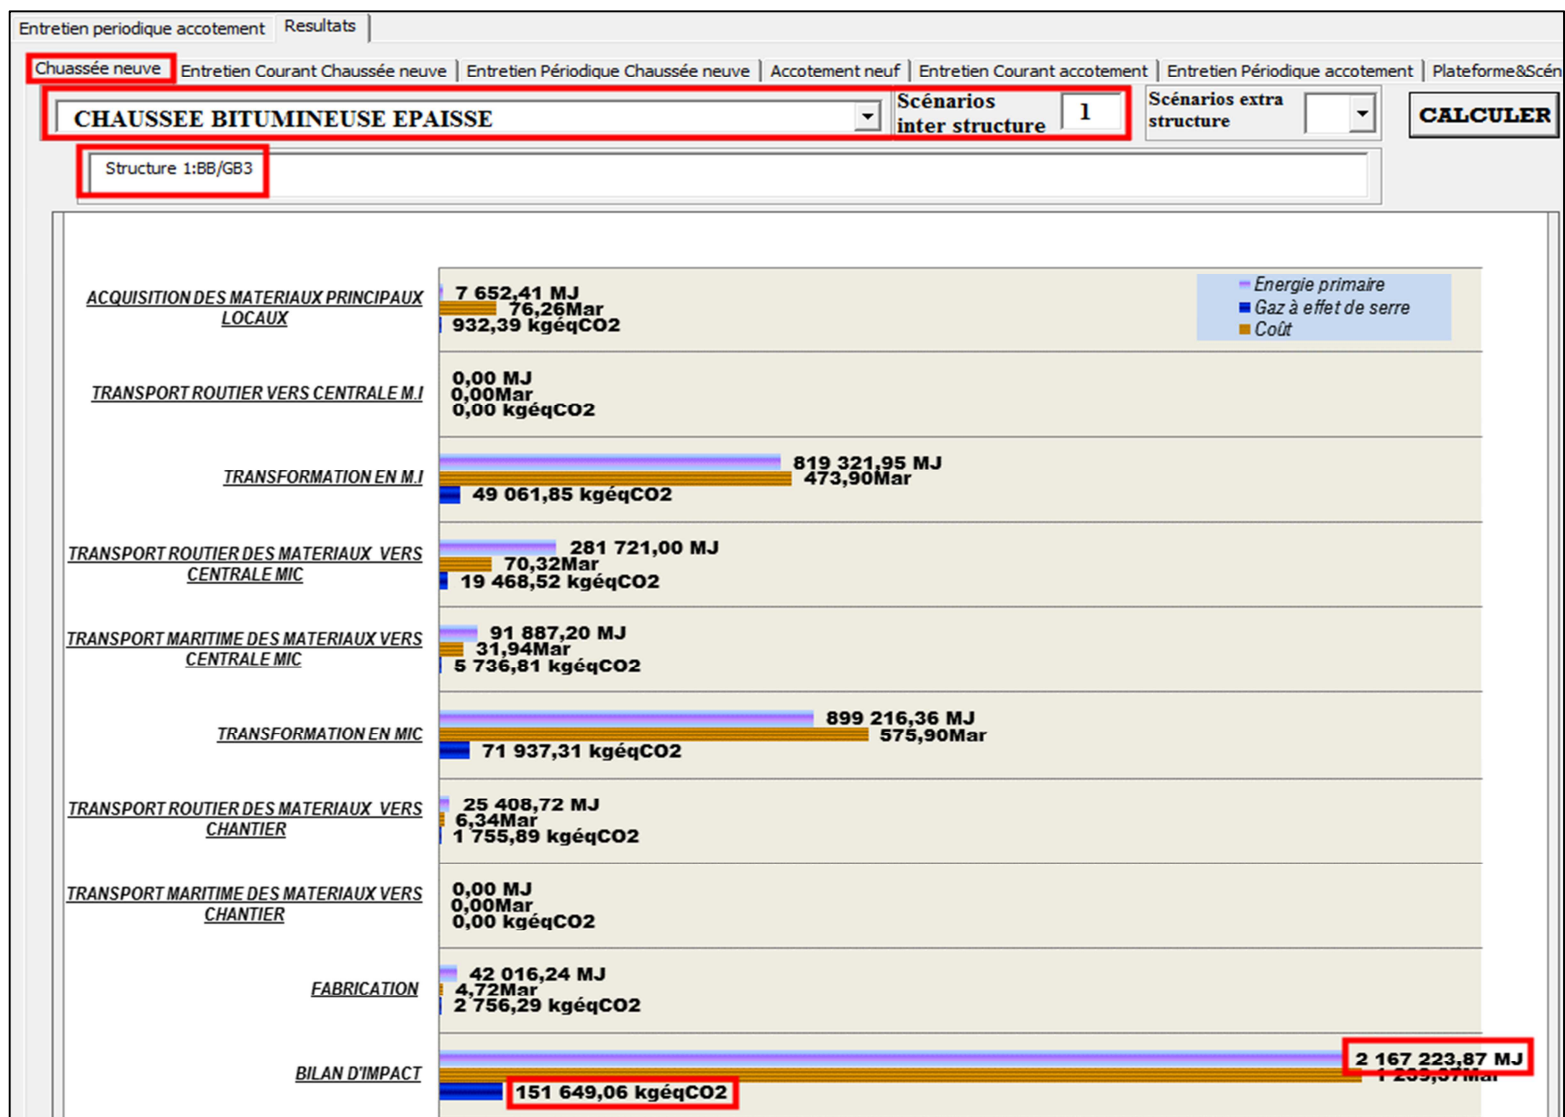 Entretien periodique accotement Resultats
Chuassée neuve Entretien Courant Chaussée neuve Entretien Périodique Chaussée neuve Accotement neuf Entretien Courant accotement Entretien Périodique accotement Plateforme&Scén
CHAUSSEE BITUMINEUSE EPAISSE
Scénarios
inter structure
1
Scénarios extra
structure
CALCULER
Structure 1:BB/GB3
Energie primaire
Gaz à effet de serre
Coût
ACQUISITION DES MATERIAUX PRINCIPAUX
LOCAUX
7 652,41 MJ
76,26Mar
932,39 kgéqCO2
TRANSPORT ROUTIER VERS CENTRALE M.I
0,00 MJ
0,00Mar
0,00 kgéqCO2
TRANSFORMATION EN M.I
819 321,95 MJ
473,90Mar
49 061,85 kgéqCO2
TRANSPORT ROUTIER DES MATERIAUX VERS
CENTRALE MIC
281 721,00 MJ
70,32Mar
19 468,52 kgéqCO2
TRANSPORT MARITIME DES MATERIAUX VERS
CENTRALE MIC
91 887,20 MJ
31,94Mar
5 736,81 kgéqCO2
TRANSFORMATION EN MIC
899 216,36 MJ
575,90Mar
71 937,31 kgéqCO2
TRANSPORT ROUTIER DES MATERIAUX VERS
CHANTIER
25 408,72 MJ
6,34Mar
1 755,89 kgéqCO2
TRANSPORT MARITIME DES MATERIAUX VERS
CHANTIER
0,00 MJ
0,00Mar
0,00 kgéqCO2
FABRICATION
42 016,24 MJ
4,72Mar
2 756,29 kgéqCO2
BILAN D'IMPACT
2 167 223,87 MJ
151 649,06 kgéqCO2